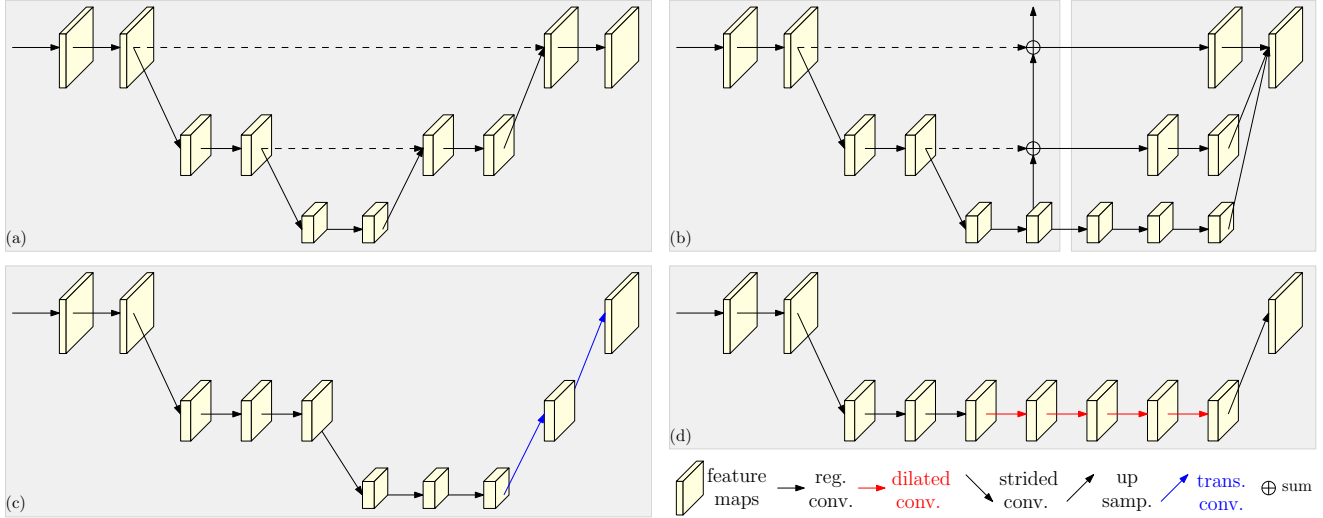 (a)
(b)
(c)
(d)
feature
maps
reg.
conv.
dilated
conv.
strided
conv.
up
samp.
trans.
conv.
sum